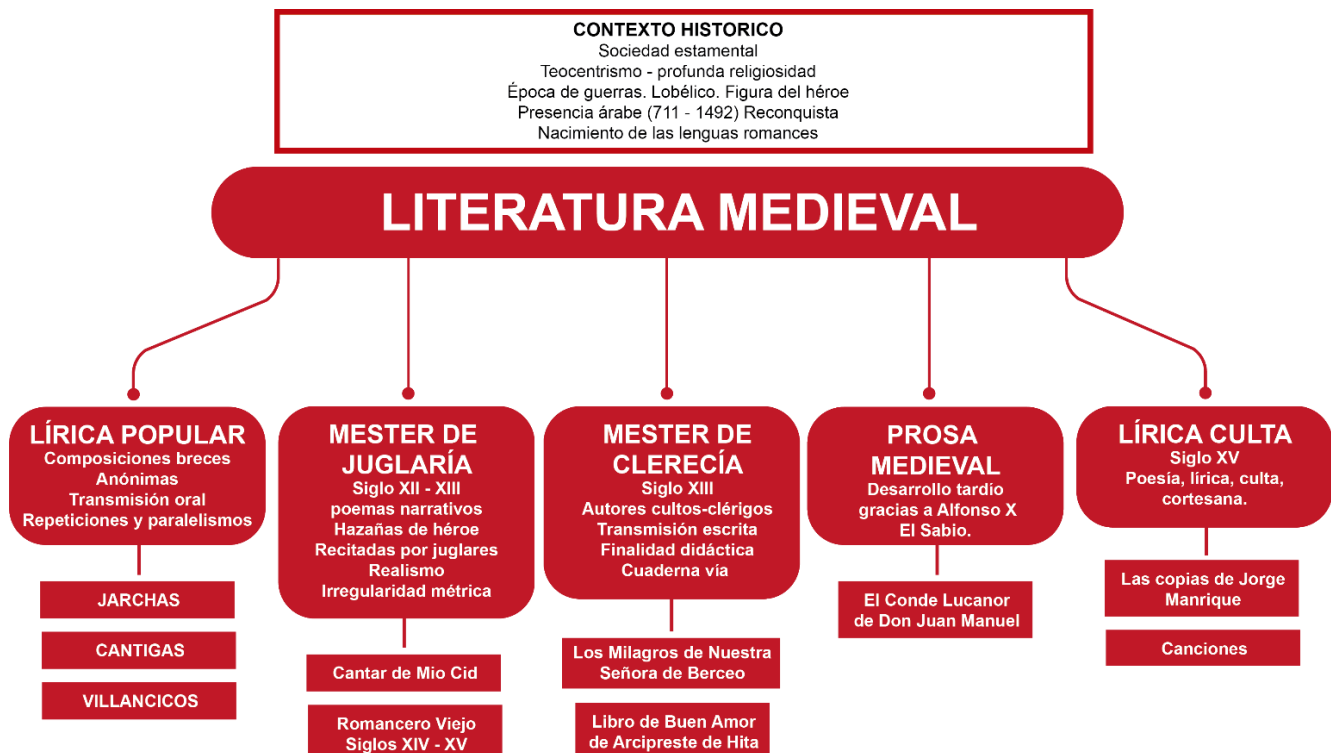 CONTEXTO HISTORICO
Sociedad estamental
Teocentrismo - profunda religiosidad
Época de guerras. Lobélico. Figura del héroe
Presencia árabe (711 - 1492) Reconquista
Nacimiento de las lenguas romances
LITERATURA MEDIEVAL
LÍRICA POPULAR
Composiciones breces
Anónimas
Transmisión oral
Repeticiones y paralelismos
JARCHAS
CANTIGAS
VILLANCICOS
MESTER DE
JUGLARÍA
Siglo XII - XIII
poemas narrativos
Hazañas de héroe
Recitadas por juglares
Realismo
Irregularidad métrica
Cantar de Mio Cid
Romancero Viejo
Siglos XIV - XV
MESTER DE
CLERECÍA
Siglo XIII
Autores cultos-clérigos
Transmisión escrita
Finalidad didáctica
Cuaderna vía
Los Milagros de Nuestra
Señora de Berceo
Libro de Buen Amor
de Arcipreste de Hita
PROSA
MEDIEVAL
Desarrollo tardío
gracias a Alfonso X
El Sabio.
El Conde Lucanor
de Don Juan Manuel
LÍRICA CULTA
Siglo XV
Poesía, lírica, culta,
cortesana.
Las copias de Jorge
Manrique
Canciones